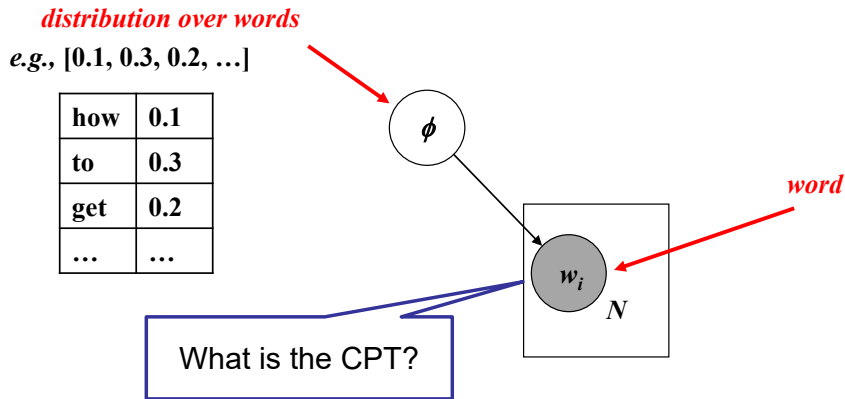 distribution over words
e.g., [0.1, 0.3, 0.2, …]
how 0.1
to 0.3
get 0.2
… …
ϕ
word
w_i
N
What is the CPT?